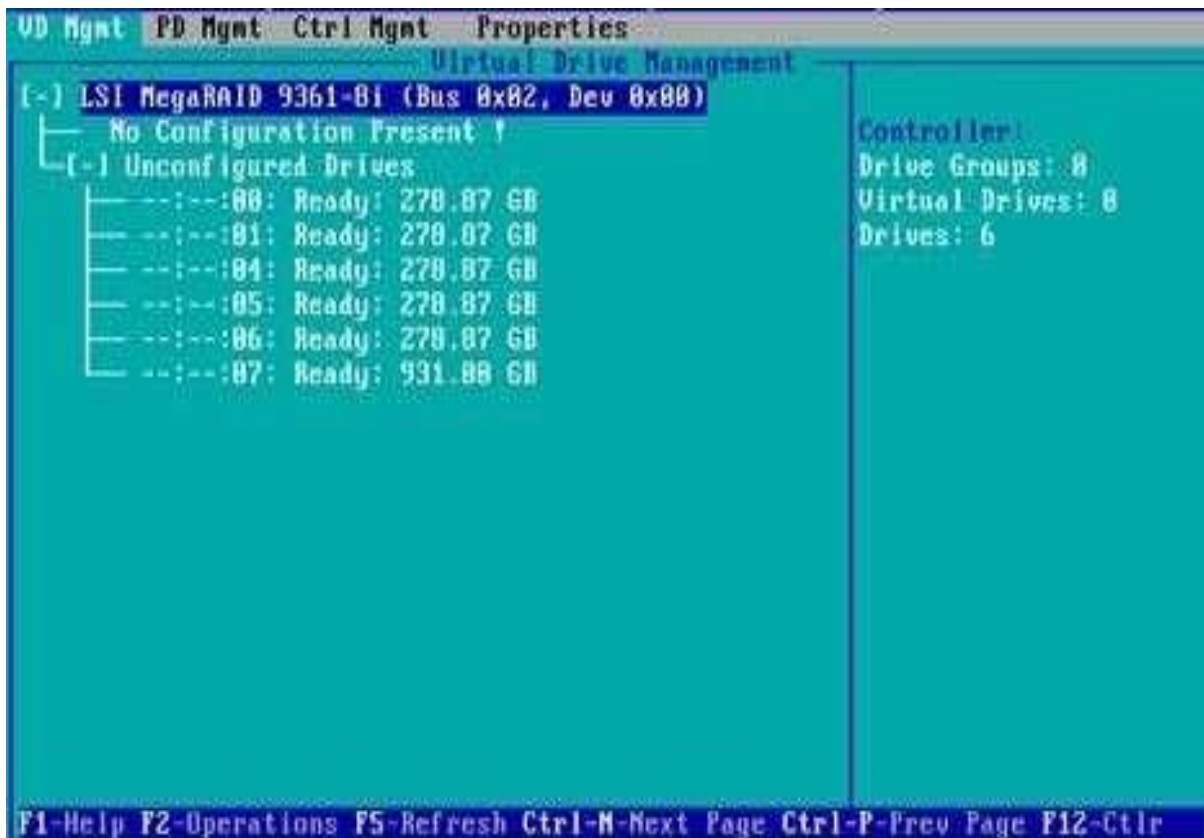 VD Mgmt PD Mgmt Ctrl Mgmt Properties
Virtual Drive Management
[-] LSI MegaRAID 9361-8i (Bus 0x02, Dev 0x00)
No Configuration Present !
[-] Unconfigured Drives
--:--:00: Ready: 278.87 GB
--:--:01: Ready: 278.87 GB
--:--:04: Ready: 278.87 GB
--:--:05: Ready: 278.87 GB
--:--:06: Ready: 278.87 GB
--:--:07: Ready: 931.00 GB
Controller:
Drive Groups: 0
Virtual Drives: 0
Drives: 6
F1-Help F2-Operations F5-Refresh Ctrl-N-Next Page Ctrl-P-Prev Page F12-Ctlr